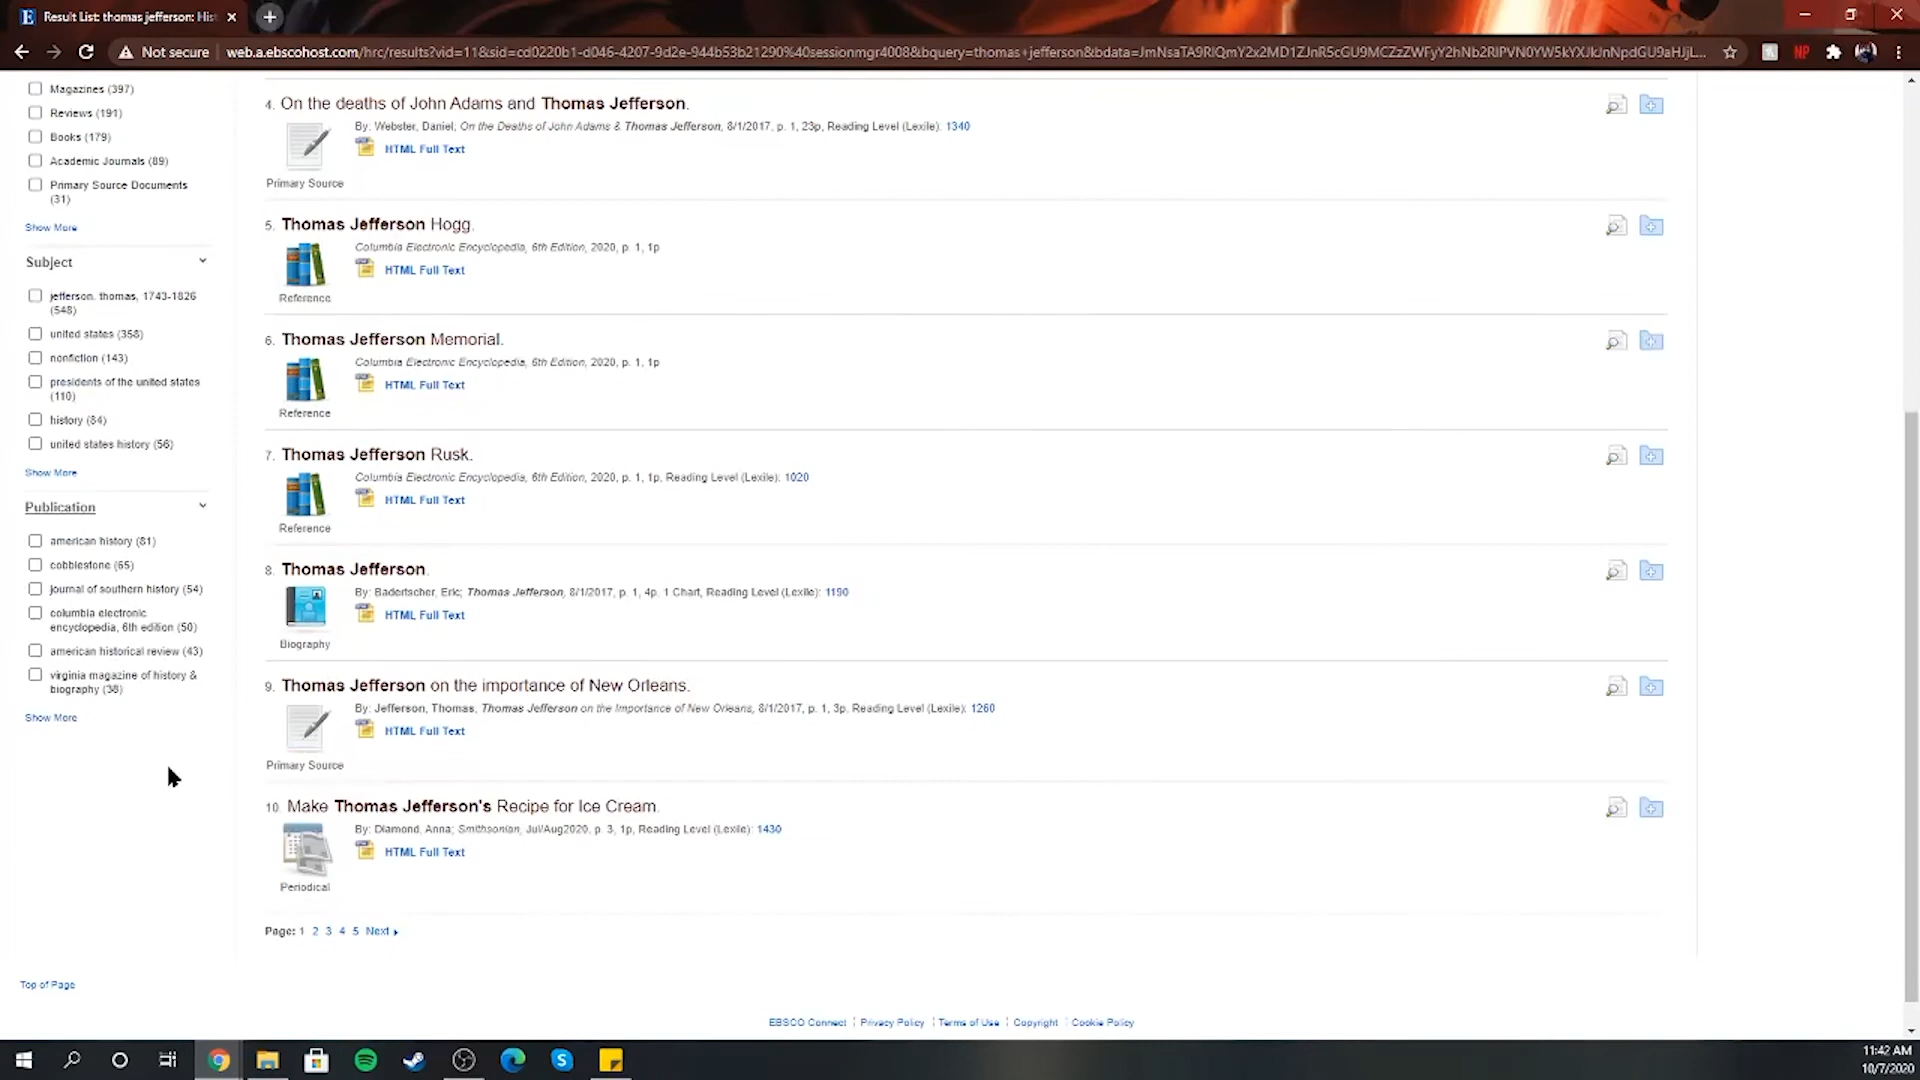 Result List: thomas jefferson: His
Not secure
web.a.ebscohost.com/hrc/results?vid=11&sid=cd0220b1-d046-4207-9d2e-944b53b21290%40sessionmgr4008&bquery=thomas+jefferson&bdata=
NP
Magazines (397)
Reviews (191)
Books (179)
Academic Journals (89)
Primary Source Documents
(31)
Show More
Subject
jefferson, thomas, 1743-1826
(548)
united states (358)
nonfiction (143)
presidents of the united states
(110)
history (84)
united states history (56)
Show More
Publication
american history (81)
cobblestone (65)
journal of southern history (54)
columbia electronic
encyclopedia, 6th edition (50)
american historical review (43)
virginia magazine of history &
biography (38)
Show More
4. On the deaths of John Adams and Thomas Jefferson.
By: Webster, Daniel; On the Deaths of John Adams & Thomas Jefferson, 8/1/2017, p. 1, 23p, Reading Level (Lexile): 1340
HTML Full Text
Primary Source
5. Thomas Jefferson Hogg.
Columbia Electronic Encyclopedia, 6th Edition, 2020, p. 1, 1p
HTML Full Text
Reference
6. Thomas Jefferson Memorial.
Columbia Electronic Encyclopedia, 6th Edition, 2020, p. 1, 1p
HTML Full Text
Reference
7. Thomas Jefferson Rusk.
Columbia Electronic Encyclopedia, 6th Edition, 2020, p. 1, 1p, Reading Level (Lexile): 1020
HTML Full Text
Reference
8. Thomas Jefferson.
By: Badertscher, Eric; Thomas Jefferson, 8/1/2017, p. 1, 4p. 1 Chart, Reading Level (Lexile): 1190
HTML Full Text
Biography
9. Thomas Jefferson on the importance of New Orleans.
By: Jefferson, Thomas, Thomas Jefferson on the Importance of New Orleans, 8/1/2017, p. 1, 3p, Reading Level (Lexile): 1260
HTML Full Text
Primary Source
10. Make Thomas Jefferson's Recipe for Ice Cream.
By: Diamond, Anna; Smithsonian, Jul/Aug2020, p. 3, 1p, Reading Level (Lexile): 1430
HTML Full Text
Periodical
Page: 1 2 3 4 5 Next
Top of Page
EBSCO Connect | Privacy Policy | Terms of Use | Copyright | Cookie Policy
11:42 AM
10/7/2020